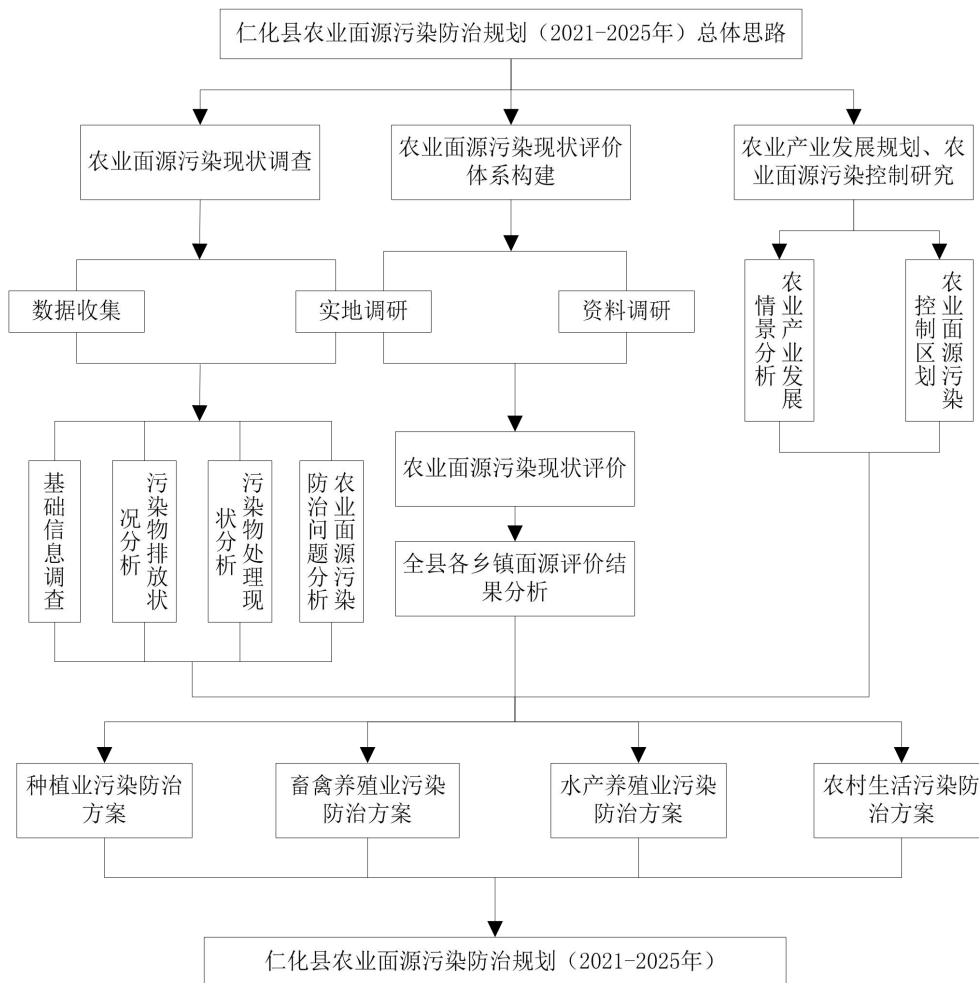 仁化县农业面源污染防治规划（2021-2025年）总体思路
农业面源污染现状调查
农业面源污染现状评价
体系构建
农业产业发展规划、农
业面源污染控制研究
数据收集
实地调研
资料调研
农业产业发展
情景分析
农业面源污染
控制区划
农业面源污染现状评价
基础信息调查
污染物排放状
况分析
污染物处理现
状分析
农业面源污染
防治问题分析
全县各乡镇面源评价结
果分析
种植业污染防治
方案
畜禽养殖业污染
防治方案
水产养殖业污染
防治方案
农村生活污染防
治方案
仁化县农业面源污染防治规划（2021-2025年）